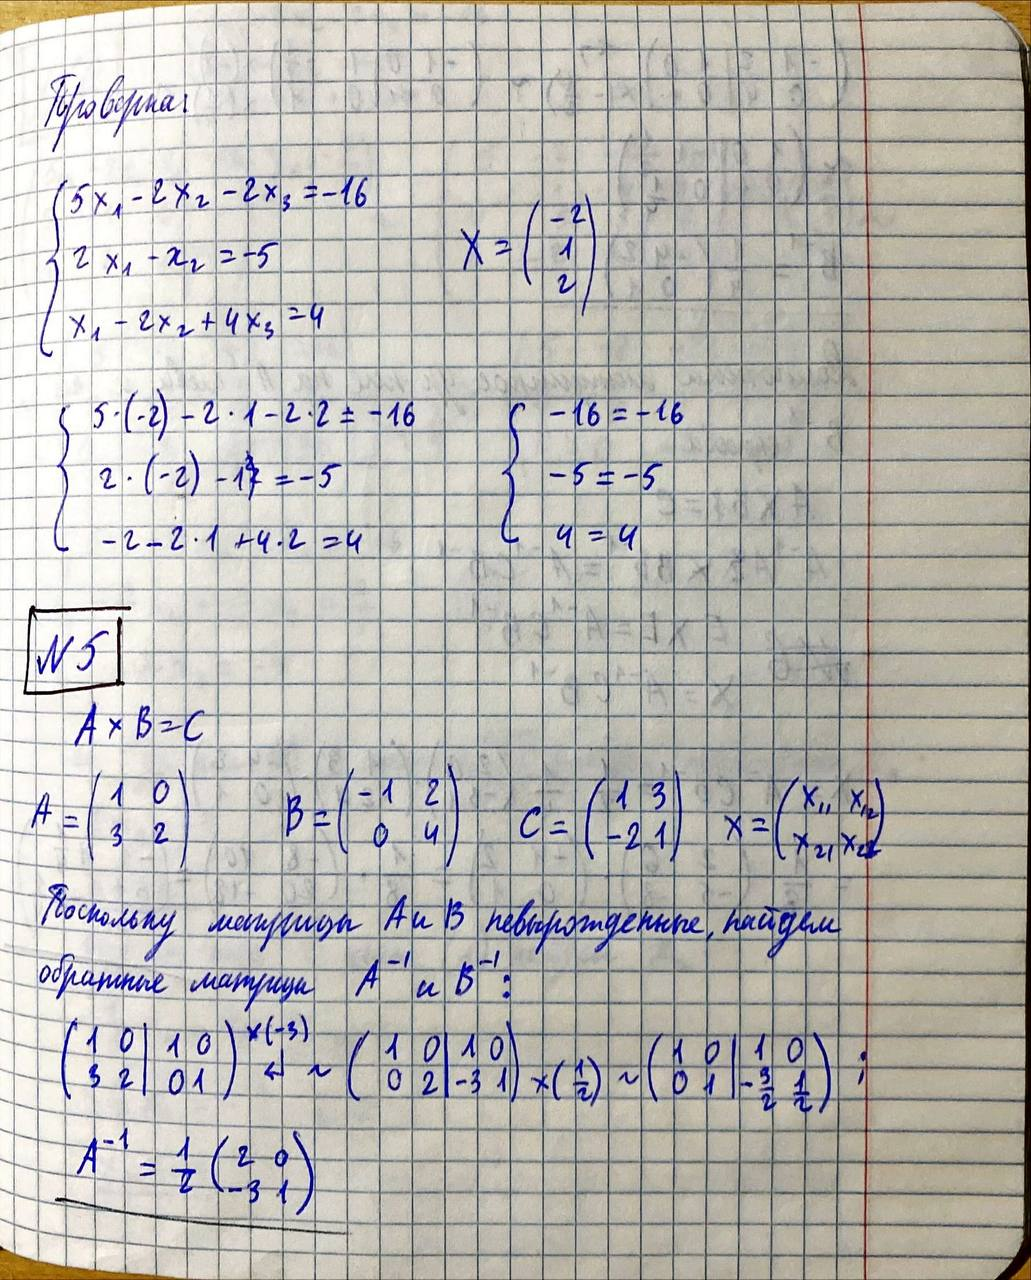 Проверка:
{ 5x₁ - 2x₂ - 2x₃ = -16
2x₁ - x₂ = -5
x₁ - 2x₂ + 4x₃ = 4
X = ( -2
1
2 )
{ 5·(-2) - 2·1 - 2·2 = -16
2·(-2) - 1 = -5
-2 - 2·1 + 4·2 = 4
{ -16 = -16
-5 = -5
4 = 4
N 5
A x B = C
A = ( 1 0
3 2 )
B = ( -1 2
0 4 )
C = ( 1 3
-2 1 )
X = ( x₁₁ x₁₂
x₂₁ x₂₂ )
Поскольку матрицы A и B невырожденные, найдем
обратные матрицы A⁻¹ и B⁻¹:
( 1 0 | 1 0 ) x(-3) ~ ( 1 0 | 1 0 ) ~ ( 1 0 | 1 0 ) ;
( 3 2 | 0 1 ) ↵ ( 0 2 | -3 1 ) x(1/2) ( 0 1 | -3/2 1/2 )
A⁻¹ = 1/2 ( 2 0
-3 1 )